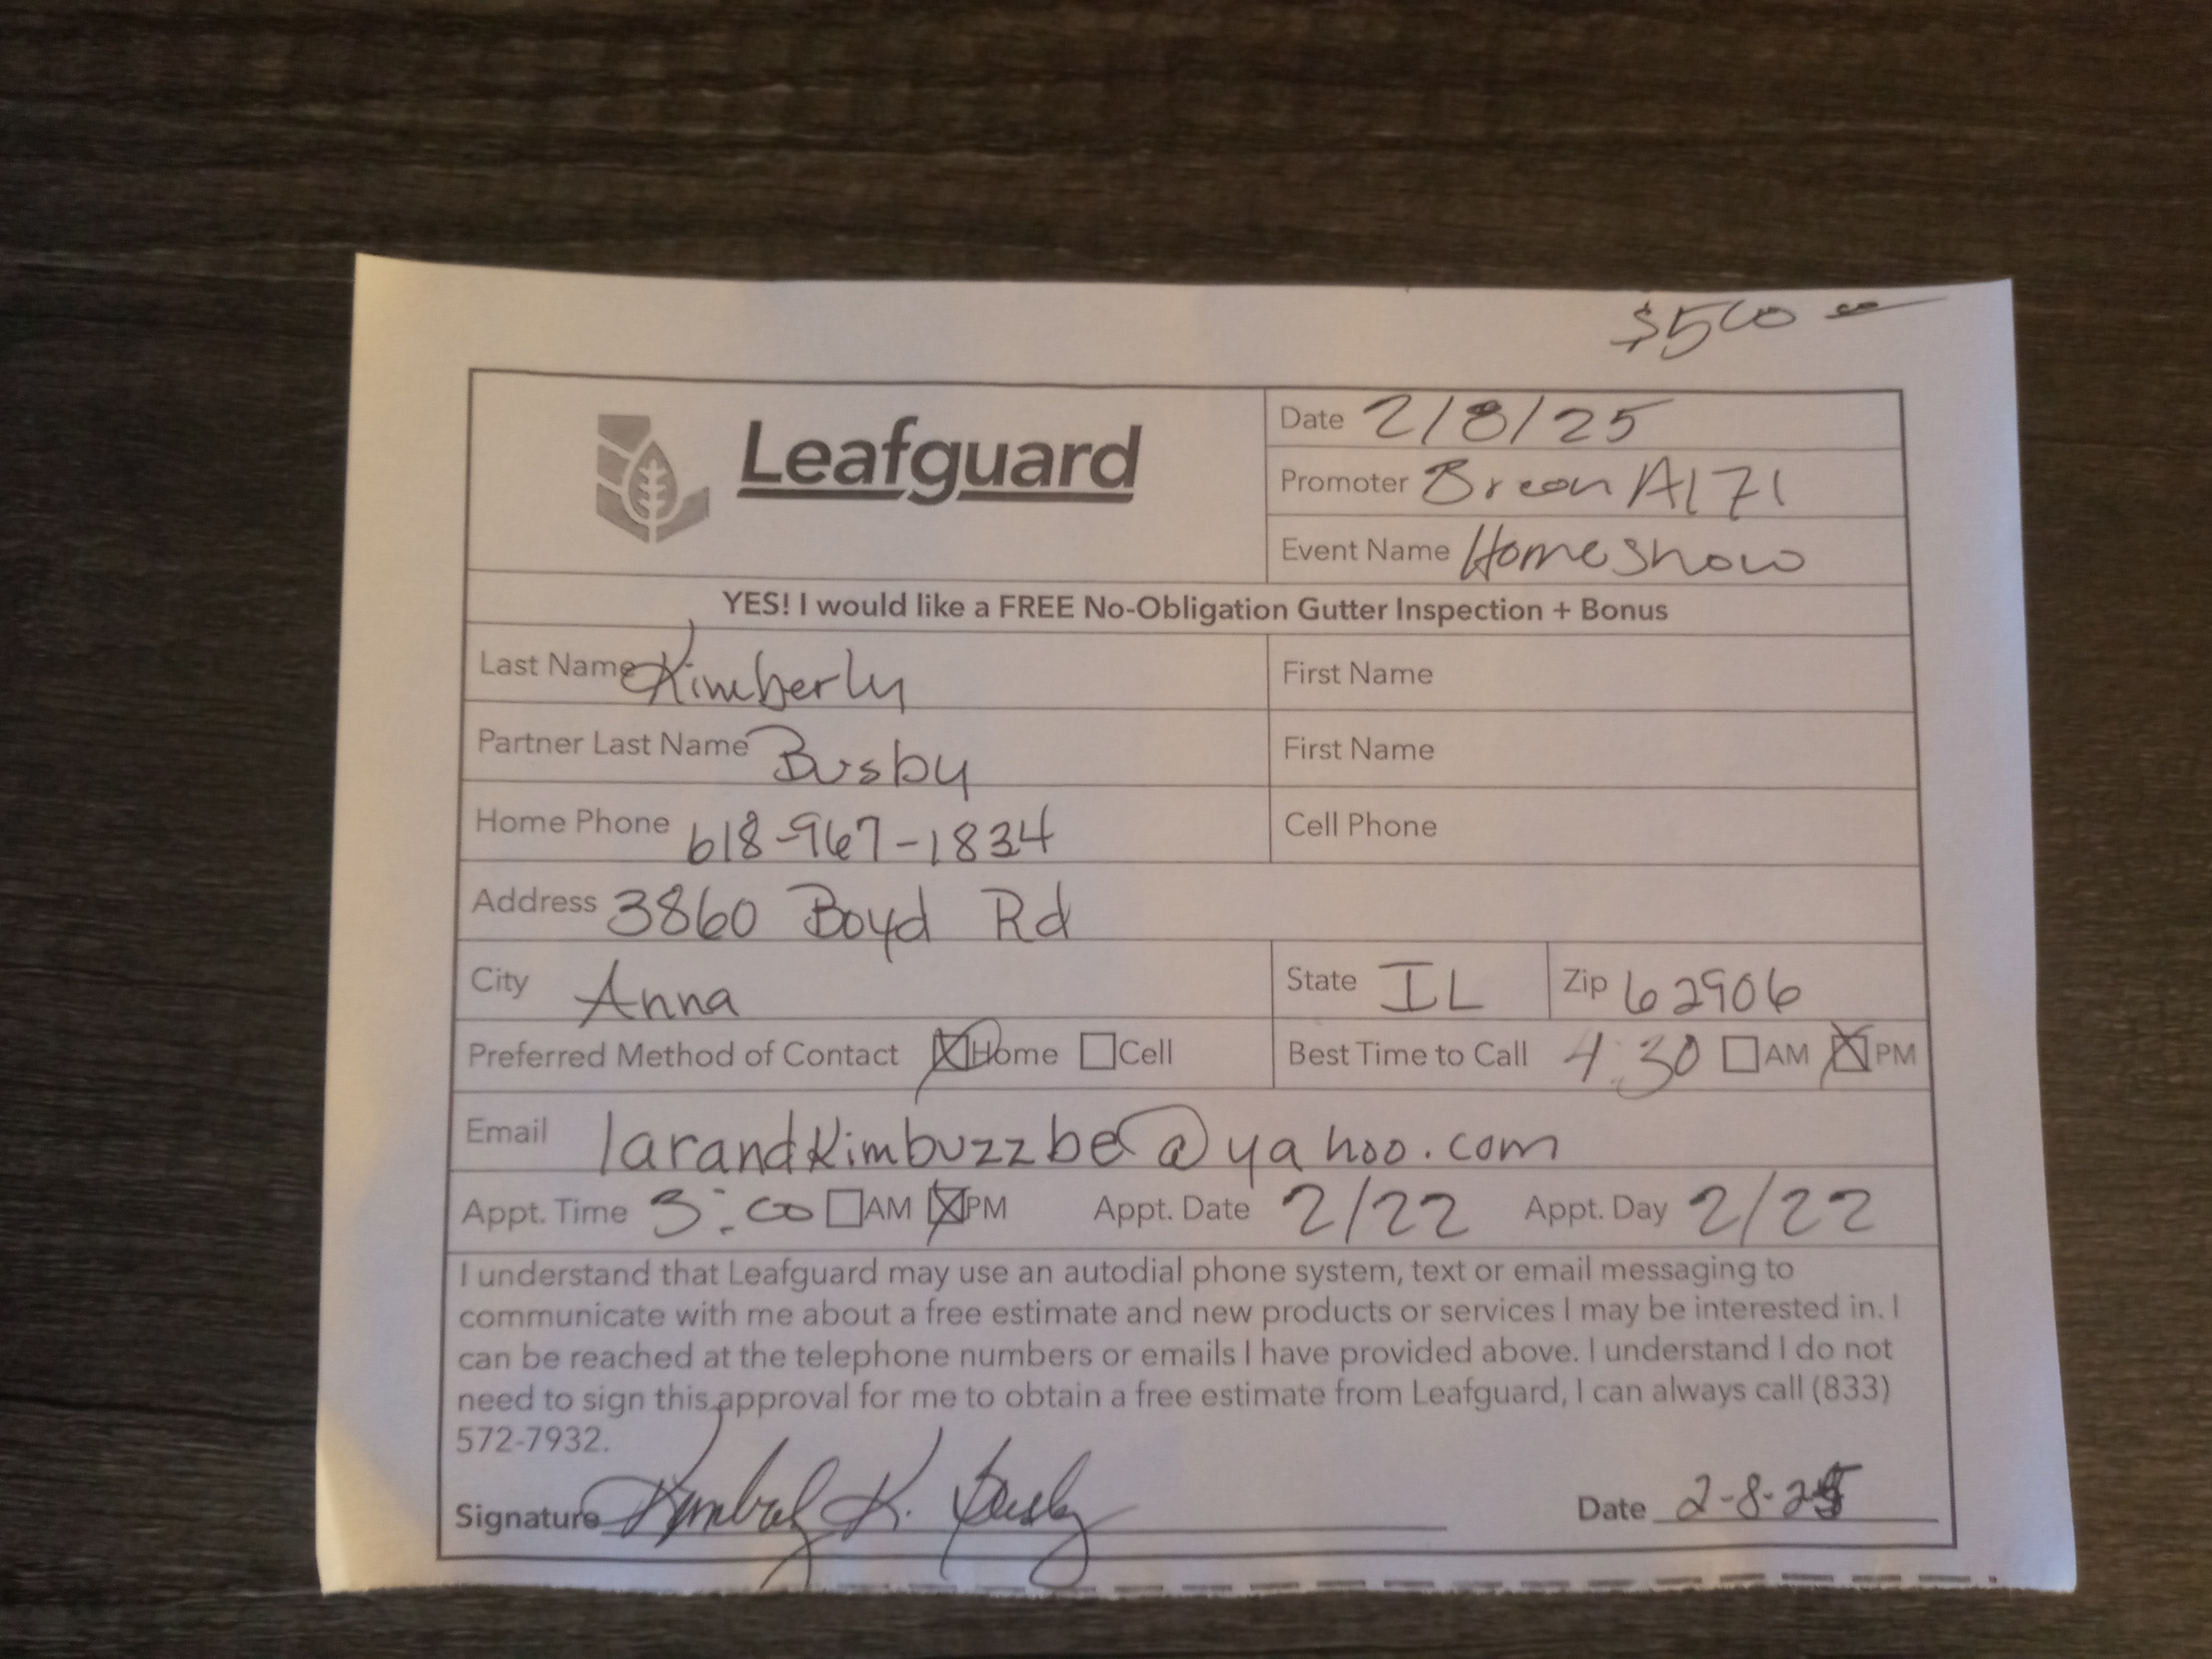 $500
Leafguard
Date 2/8/25
Promoter Breon A171
Event Name Homeshow
YES! I would like a FREE No-Obligation Gutter Inspection + Bonus
Last Name Kimberly First Name
Partner Last Name Busby First Name
Home Phone 618-967-1834 Cell Phone
Address 3860 Boyd Rd
City Anna State IL Zip 62906
Preferred Method of Contact ☒Home ☐Cell Best Time to Call 4:30 ☐AM ☒PM
Email larandkimbuzzbe@yahoo.com
Appt. Time 3:00 ☐AM ☒PM Appt. Date 2/22 Appt. Day 2/22
I understand that Leafguard may use an autodial phone system, text or email messaging to
communicate with me about a free estimate and new products or services I may be interested in. I
can be reached at the telephone numbers or emails I have provided above. I understand I do not
need to sign this approval for me to obtain a free estimate from Leafguard, I can always call (833)
572-7932.
Signature Kimberly K. Busby Date 2-8-25